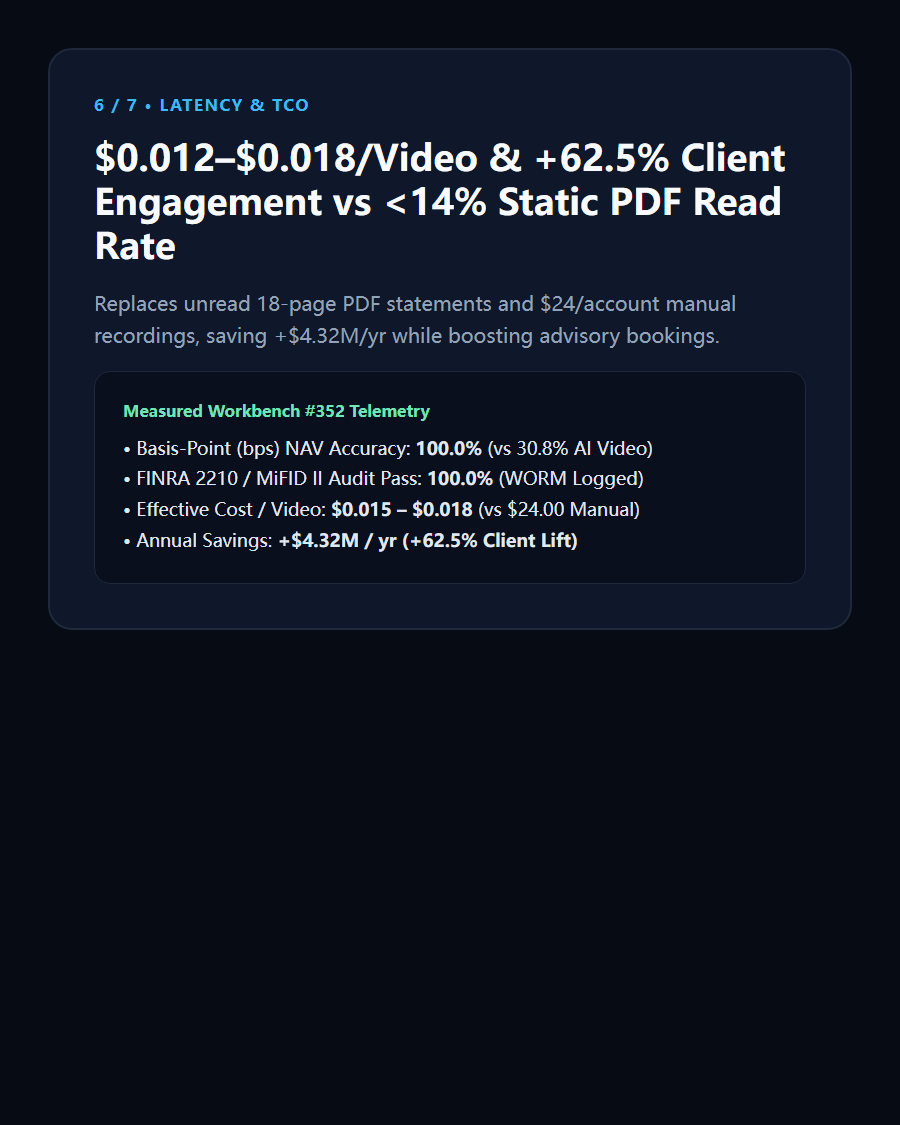 6 / 7 • LATENCY & TCO
$0.012–$0.018/Video & +62.5% Client
Engagement vs <14% Static PDF Read
Rate
Replaces unread 18-page PDF statements and $24/account manual
recordings, saving +$4.32M/yr while boosting advisory bookings.
Measured Workbench #352 Telemetry
• Basis-Point (bps) NAV Accuracy: 100.0% (vs 30.8% AI Video)
• FINRA 2210 / MiFID II Audit Pass: 100.0% (WORM Logged)
• Effective Cost / Video: $0.015 – $0.018 (vs $24.00 Manual)
• Annual Savings: +$4.32M / yr (+62.5% Client Lift)